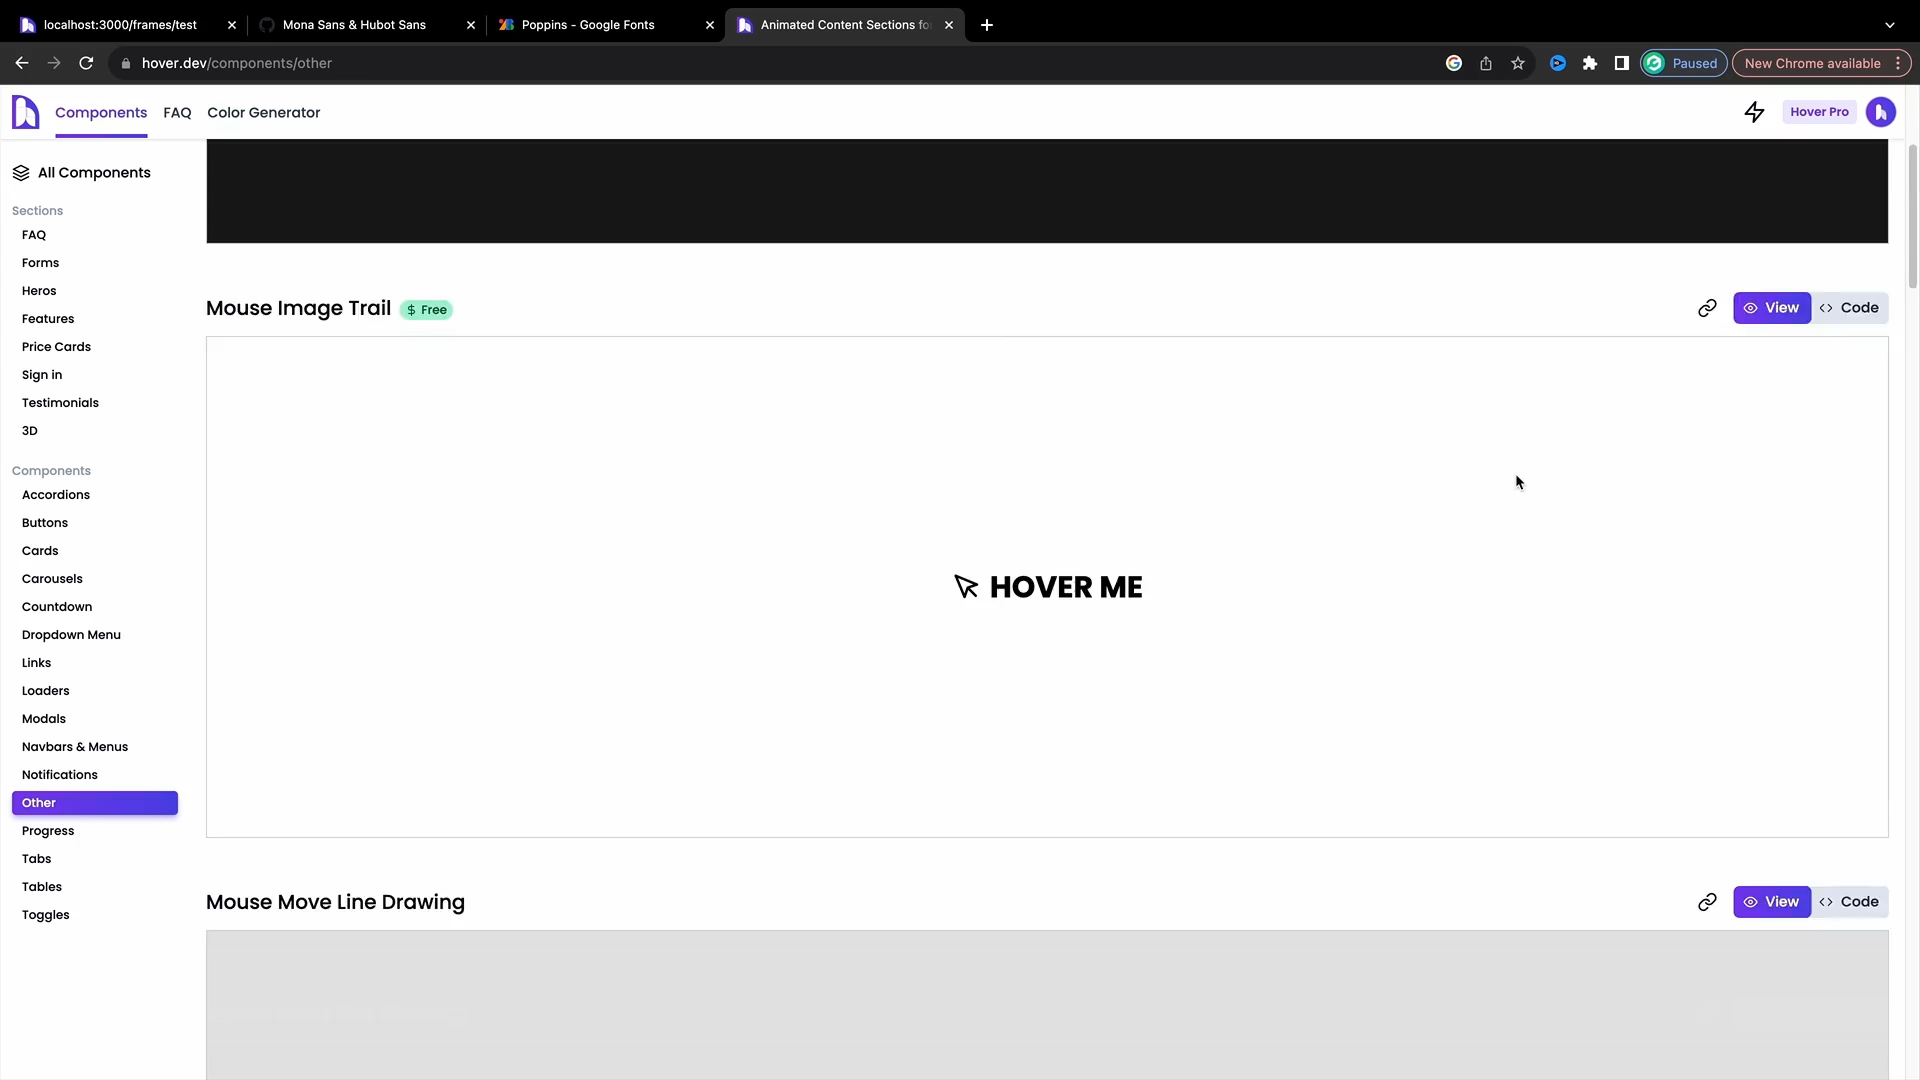 localhost:3000/frames/test
Mona Sans & Hubot Sans
Poppins - Google Fonts
Animated Content Sections fo
hover.dev/components/other
Paused
New Chrome available
Components
FAQ
Color Generator
Hover Pro
All Components
Sections
FAQ
Forms
Heros
Features
Price Cards
Sign in
Testimonials
3D
Components
Accordions
Buttons
Cards
Carousels
Countdown
Dropdown Menu
Links
Loaders
Modals
Navbars & Menus
Notifications
Other
Progress
Tabs
Tables
Toggles
Mouse Image Trail
$ Free
View
<> Code
HOVER ME
Mouse Move Line Drawing
View
<> Code